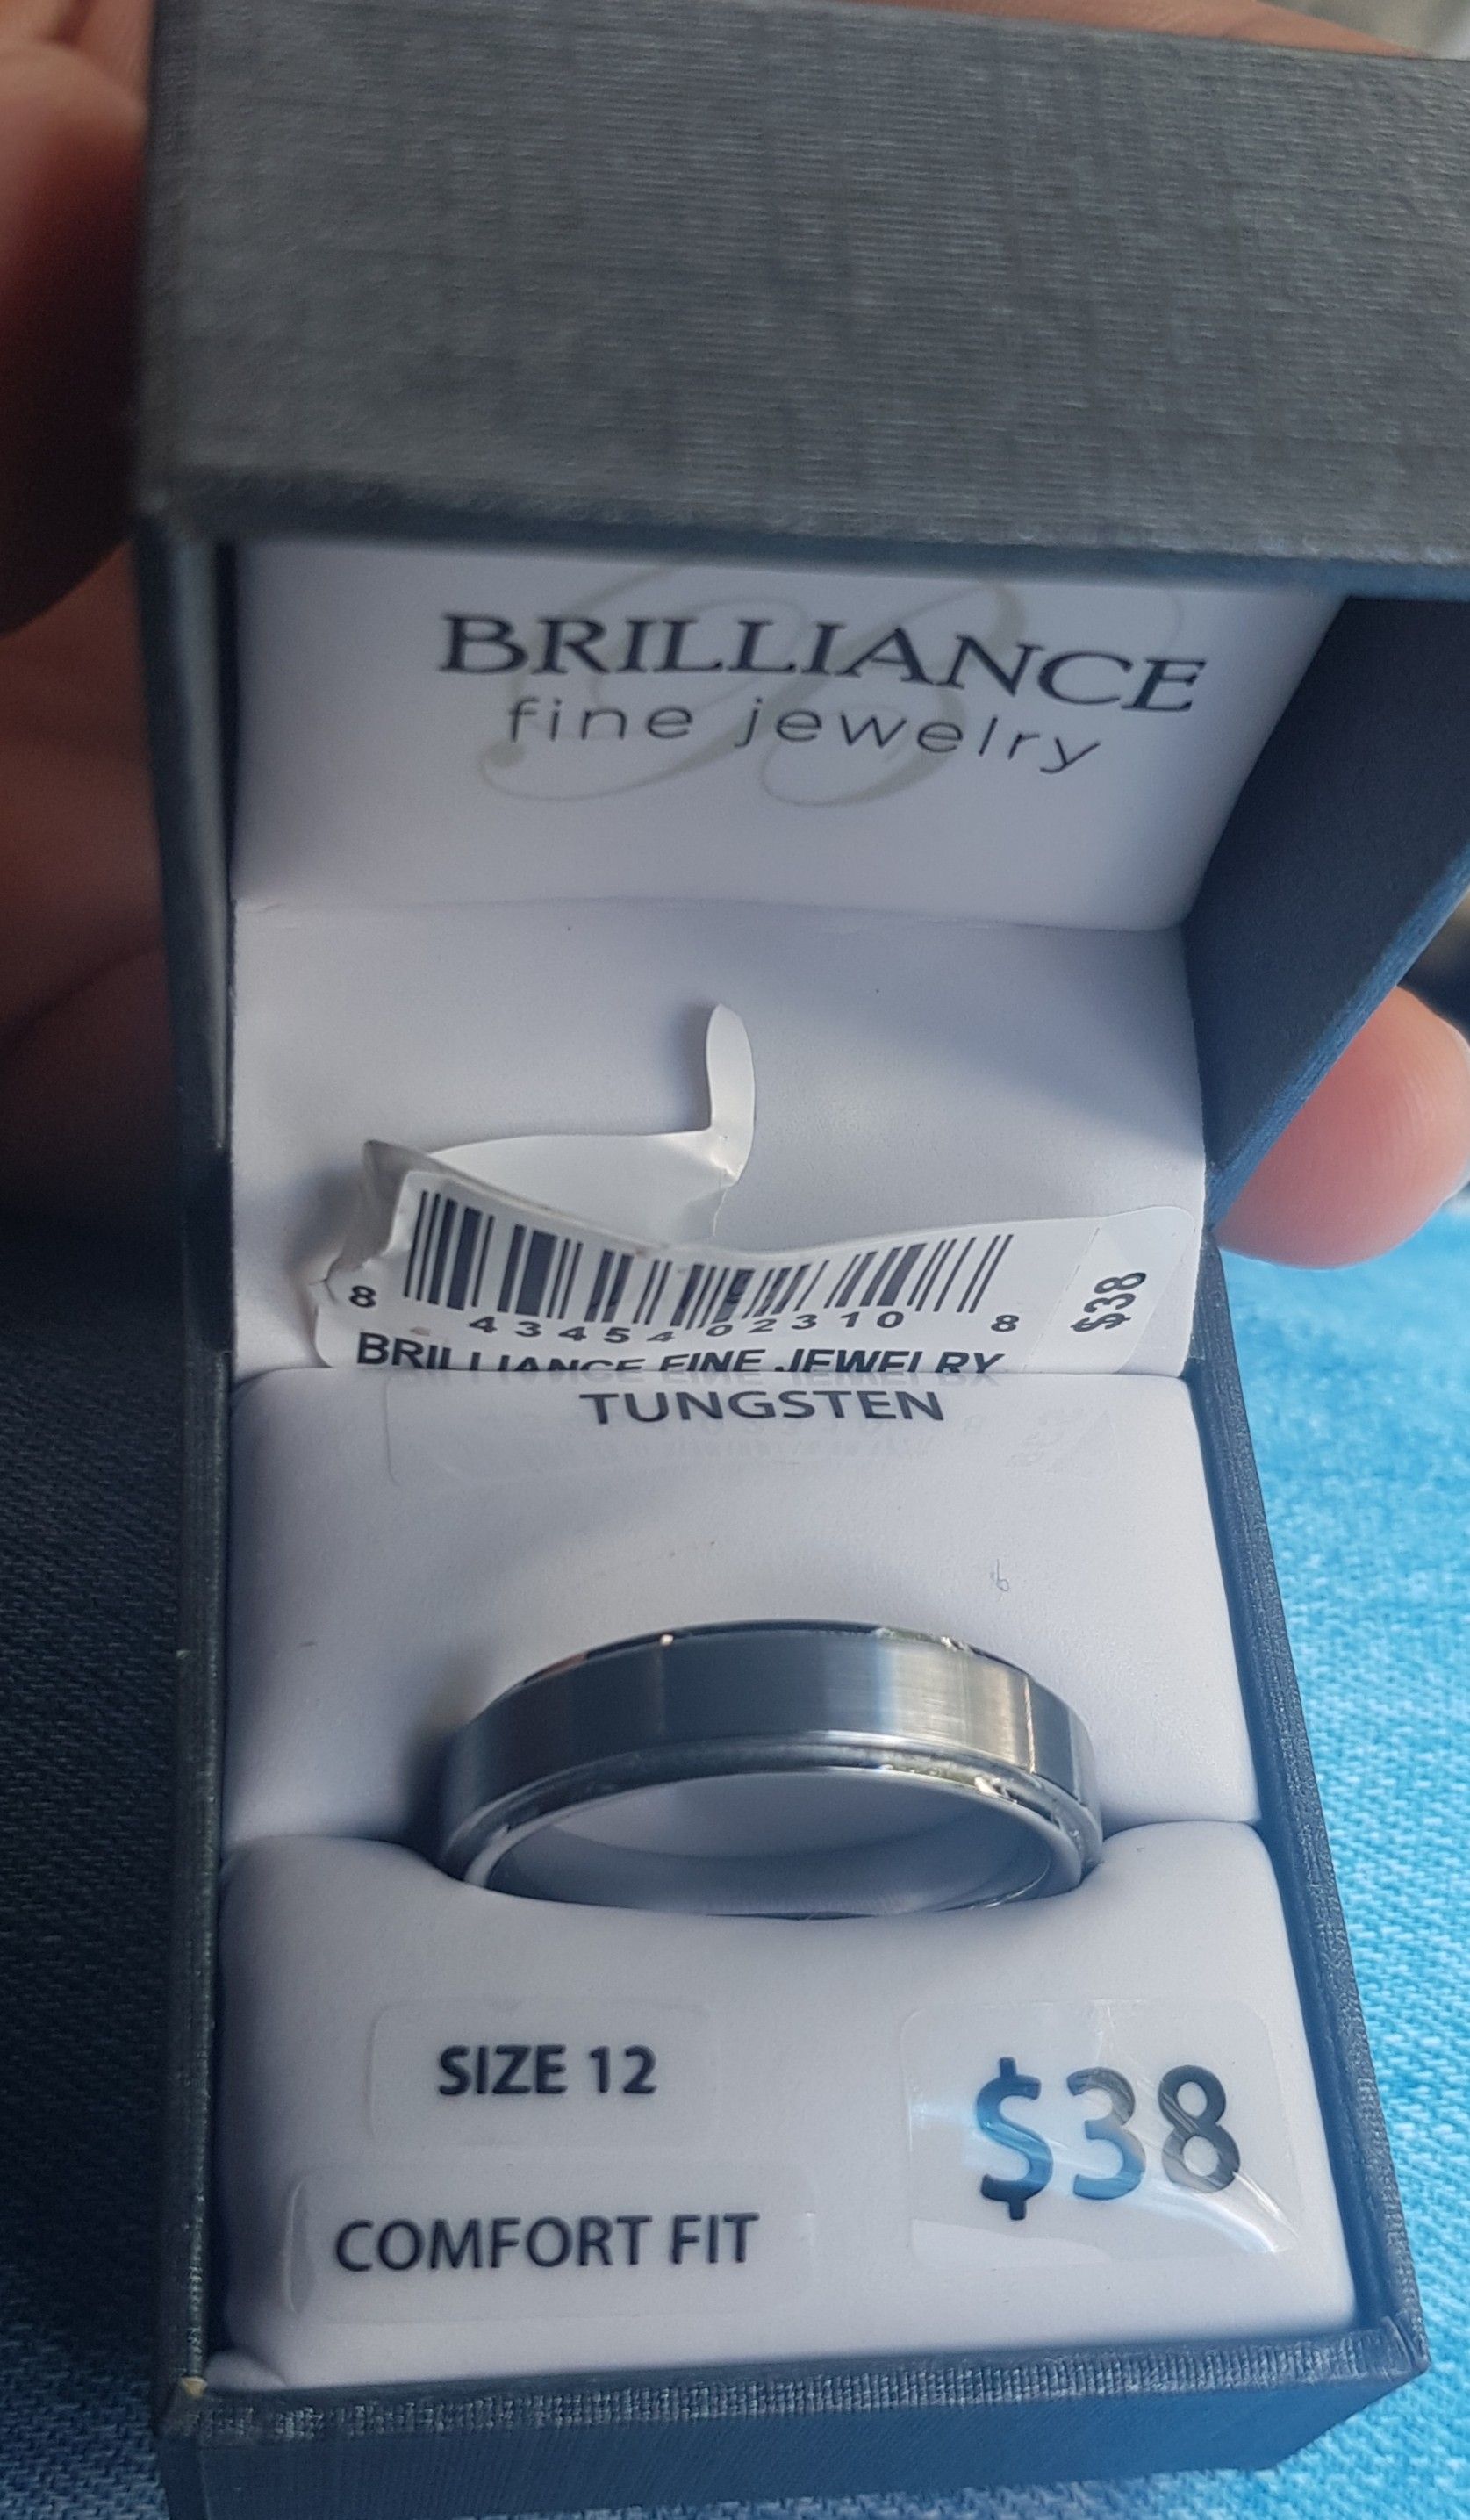 BRILLIANCE
fine jewelry
8 43454 02310 8
$38
BRILLIANCE FINE JEWELRY
TUNGSTEN
SIZE 12
$38
COMFORT FIT